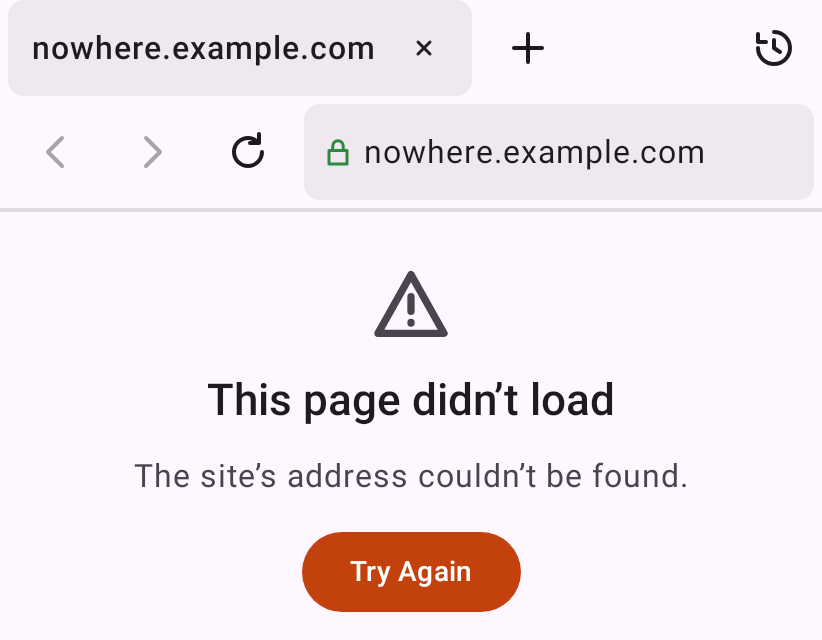 nowhere.example.com
nowhere.example.com
This page didn’t load
The site’s address couldn’t be found.
Try Again